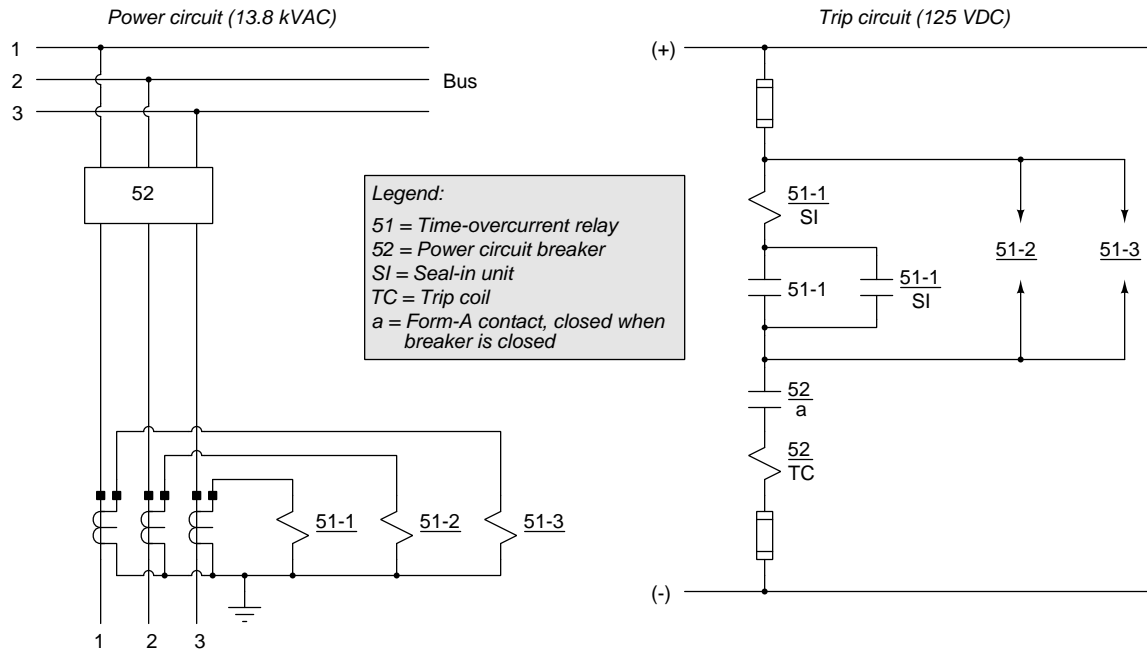 Power circuit (13.8 kVAC)
1
2
3
Bus
52
Legend:
51 = Time-overcurrent relay
52 = Power circuit breaker
SI = Seal-in unit
TC = Trip coil
a = Form-A contact, closed when
breaker is closed
51-1
51-2
51-3
1
2
3
Trip circuit (125 VDC)
(+)
51-1
SI
51-1
51-1
SI
51-2
51-3
52
a
52
TC
(-)